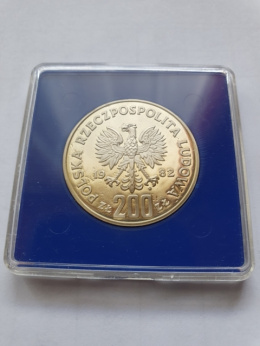 POLSKA RZECZPOSPOLITA LUDOWA
19 82
ZŁ 200 ZŁ